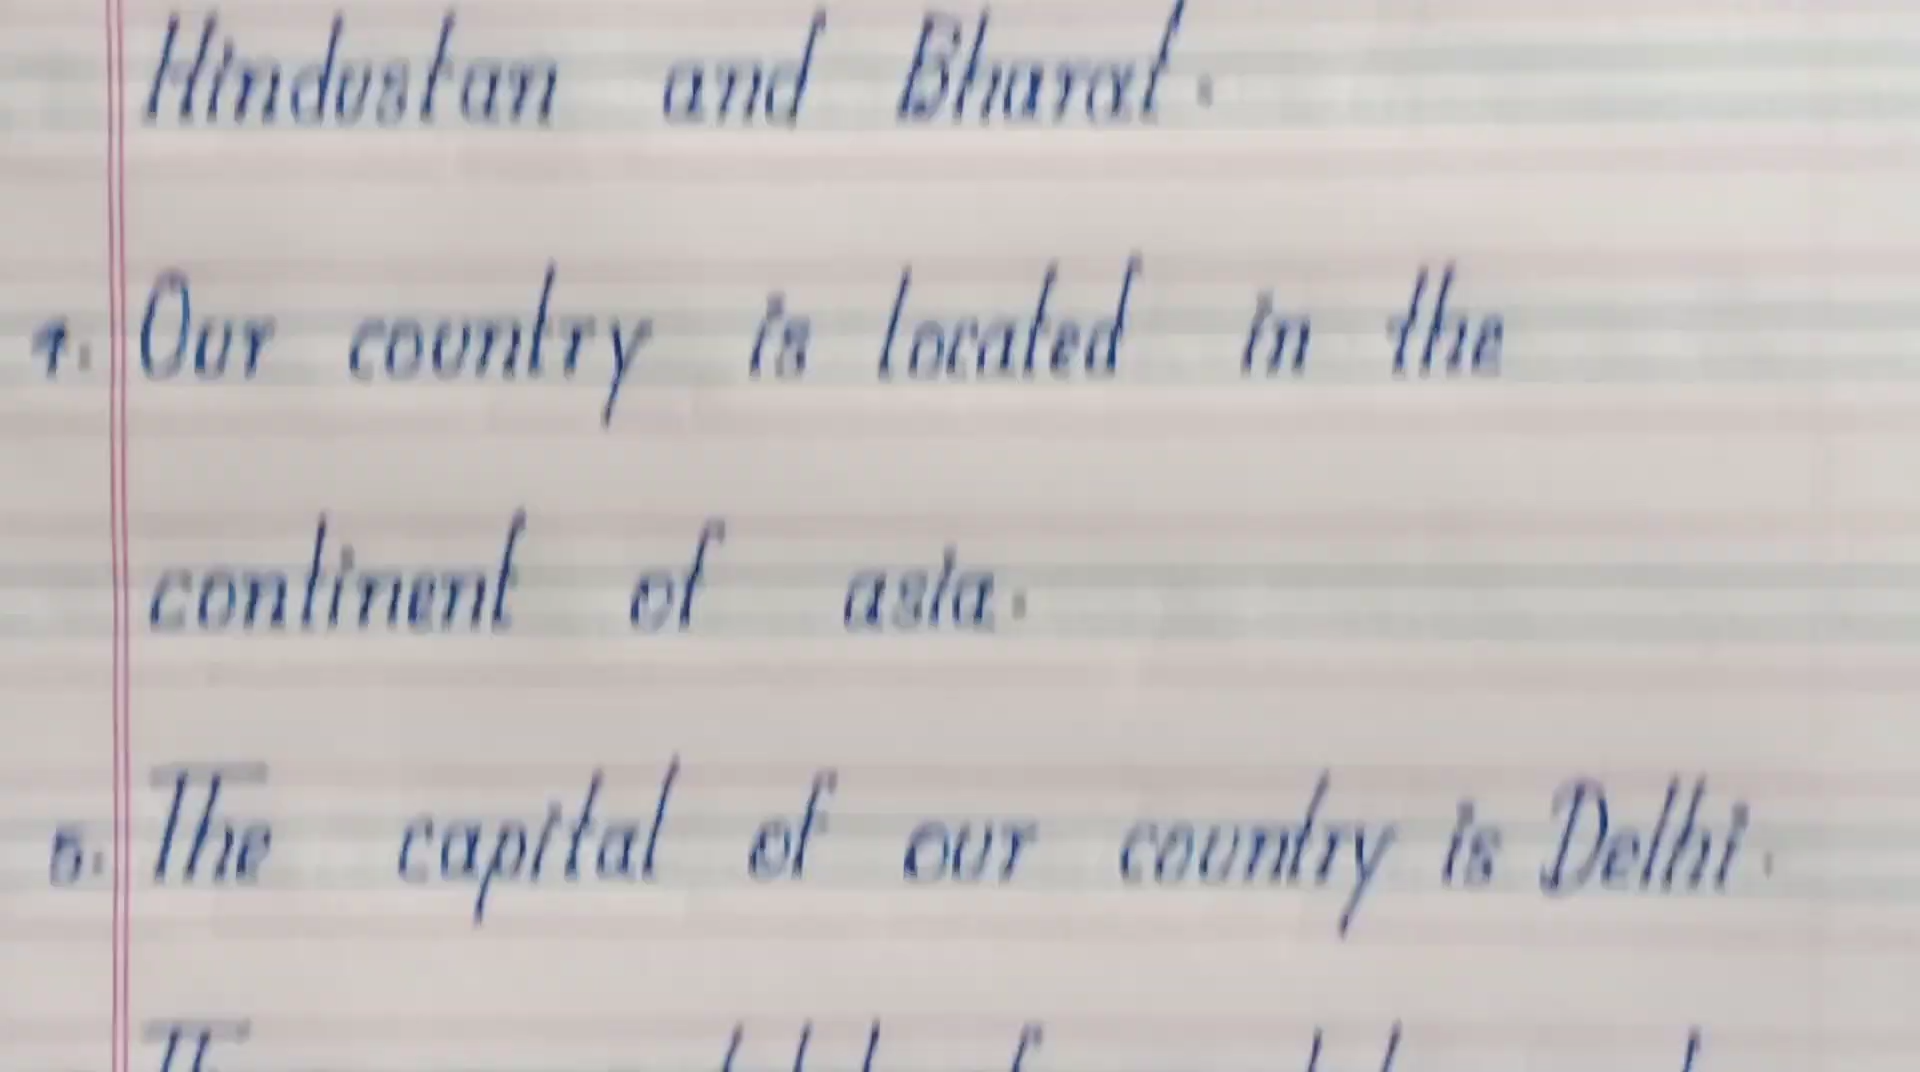 Hindustan and Bharat.
4. Our country is located in the
continent of asia.
5. The capital of our country is Delhi.